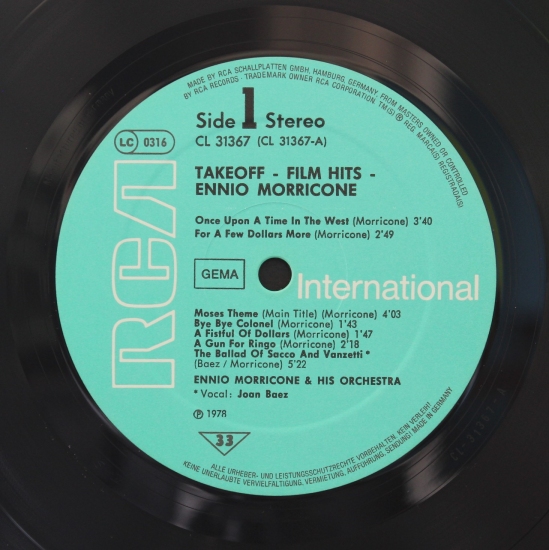 MADE BY RCA SCHALLPLATTEN GMBH, HAMBURG, GERMANY FROM MASTERS OWNED OR CONTROLLED
BY RCA RECORDS · TRADEMARK OWNER RCA CORPORATION. TM(S) ® REG. MARCA(S) REGISTRADA(S)
Side 1 Stereo
CL 31367 (CL 31367-A)
LC 0316
TAKEOFF - FILM HITS -
ENNIO MORRICONE
Once Upon A Time In The West (Morricone) 3'40
For A Few Dollars More (Morricone) 2'49
RCA
GEMA
International
Moses Theme (Main Title) (Morricone) 4'03
Bye Bye Colonel (Morricone) 1'43
A Fistful Of Dollars (Morricone) 1'47
A Gun For Ringo (Morricone) 2'18
The Ballad Of Sacco And Vanzetti *
(Baez / Morricone) 5'22
ENNIO MORRICONE & HIS ORCHESTRA
* Vocal: Joan Baez
℗ 1978
33
ALLE URHEBER- UND LEISTUNGSSCHUTZRECHTE VORBEHALTEN. KEIN VERLEIH!
KEINE UNERLAUBTE VERVIELFÄLTIGUNG, VERMIETUNG, AUFFÜHRUNG, SENDUNG! MADE IN GERMANY